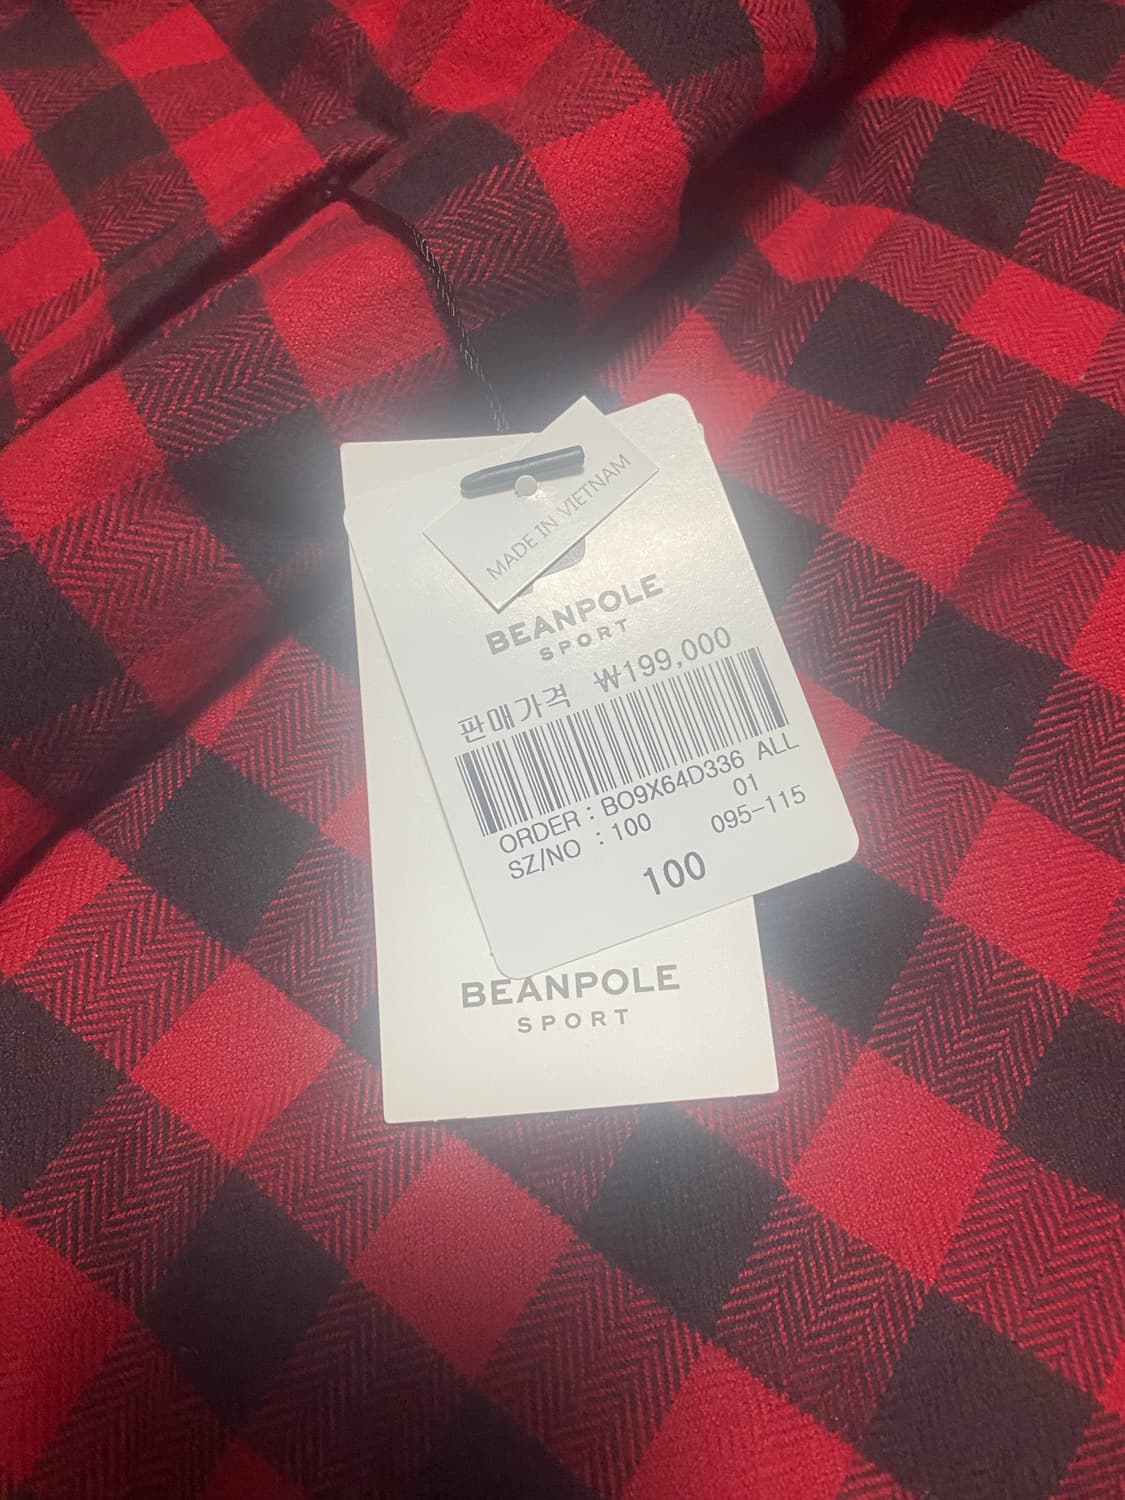 MADE IN VIETNAM
BEANPOLE
SPORT
판매가격 ₩199,000
ORDER : BO9X64D336 ALL
01
SZ/NO : 100 095-115
100
BEANPOLE
SPORT